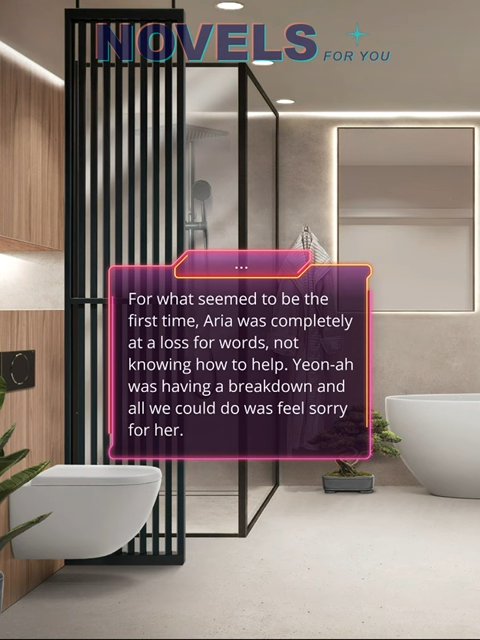 NOVELS
FOR YOU
...
For what seemed to be the
first time, Aria was completely
at a loss for words, not
knowing how to help. Yeon-ah
was having a breakdown and
all we could do was feel sorry
for her.